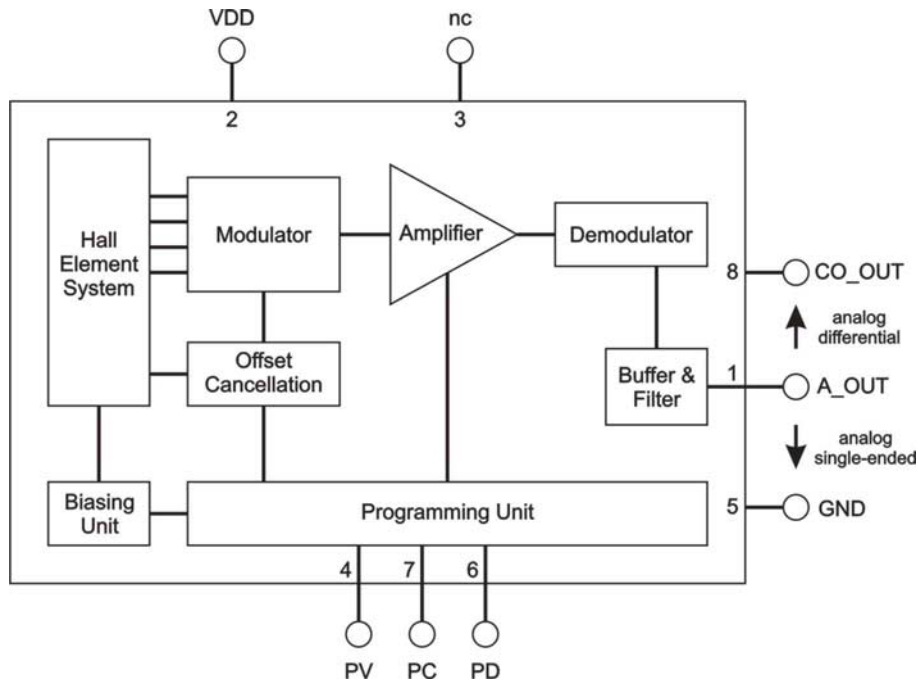 VDD
nc
2
3
Hall
Element
System
Modulator
Amplifier
Demodulator
8
CO_OUT
analog
differential
Offset
Cancellation
Buffer &
Filter
1
A_OUT
analog
single-ended
Biasing
Unit
Programming Unit
5
GND
4
7
6
PV
PC
PD